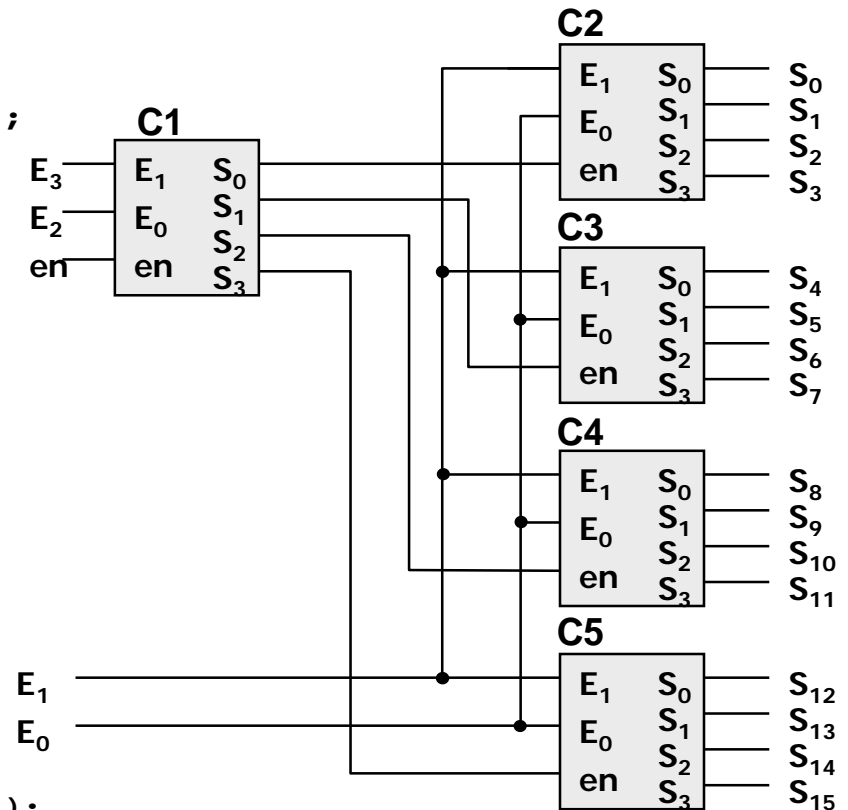 ;
C1
E₃
E₂
en
E₁ S₀
E₀ S₁
en S₂
S₃
C2
E₁ S₀ S₀
E₀ S₁ S₁
S₂ S₂
en S₃ S₃
C3
E₁ S₀ S₄
E₀ S₁ S₅
S₂ S₆
en S₃ S₇
C4
E₁ S₀ S₈
E₀ S₁ S₉
S₂ S₁₀
en S₃ S₁₁
C5
E₁
E₀
E₁ S₀ S₁₂
E₀ S₁ S₁₃
S₂ S₁₄
en S₃ S₁₅
);